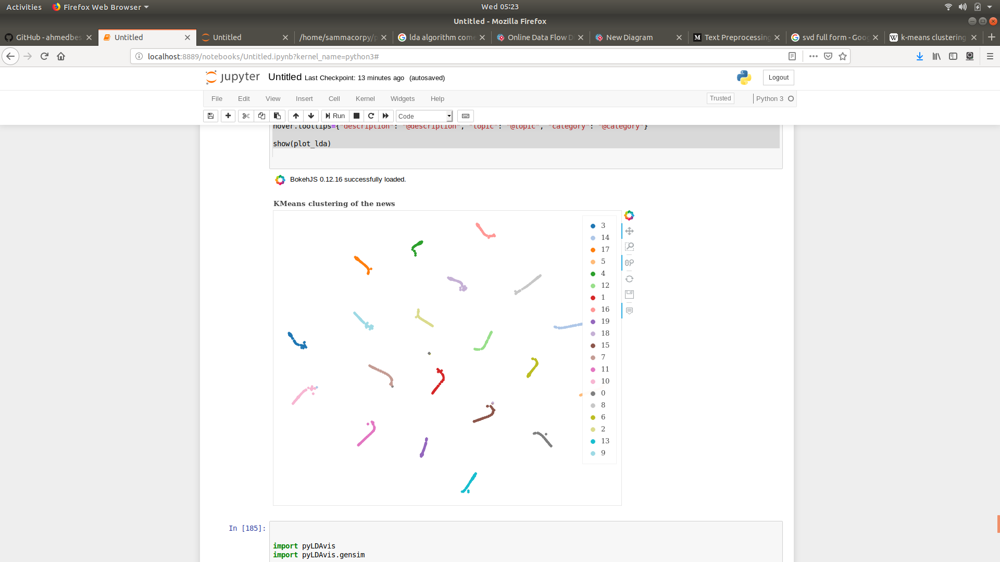 Activities Firefox Web Browser Wed 05:23
Untitled - Mozilla Firefox
GitHub - ahmedbes Untitled Untitled /home/sammacorpy/p lda algorithm come Online Data Flow D New Diagram Text Preprocessing svd full form - Goo k-means clustering
localhost:8889/notebooks/Untitled.ipynb?kernel_name=python3#
jupyter Untitled Last Checkpoint: 13 minutes ago (autosaved) Logout
File Edit View Insert Cell Kernel Widgets Help Trusted Python 3
Run Code
hover.tooltips={"description": "@description", "topic": "@topic", "category": "@category"}
show(plot_lda)
BokehJS 0.12.16 successfully loaded.
KMeans clustering of the news
3
14
17
5
4
12
1
16
19
18
15
7
11
10
0
8
6
2
13
9
In [185]:
import pyLDAvis
import pyLDAvis.gensim